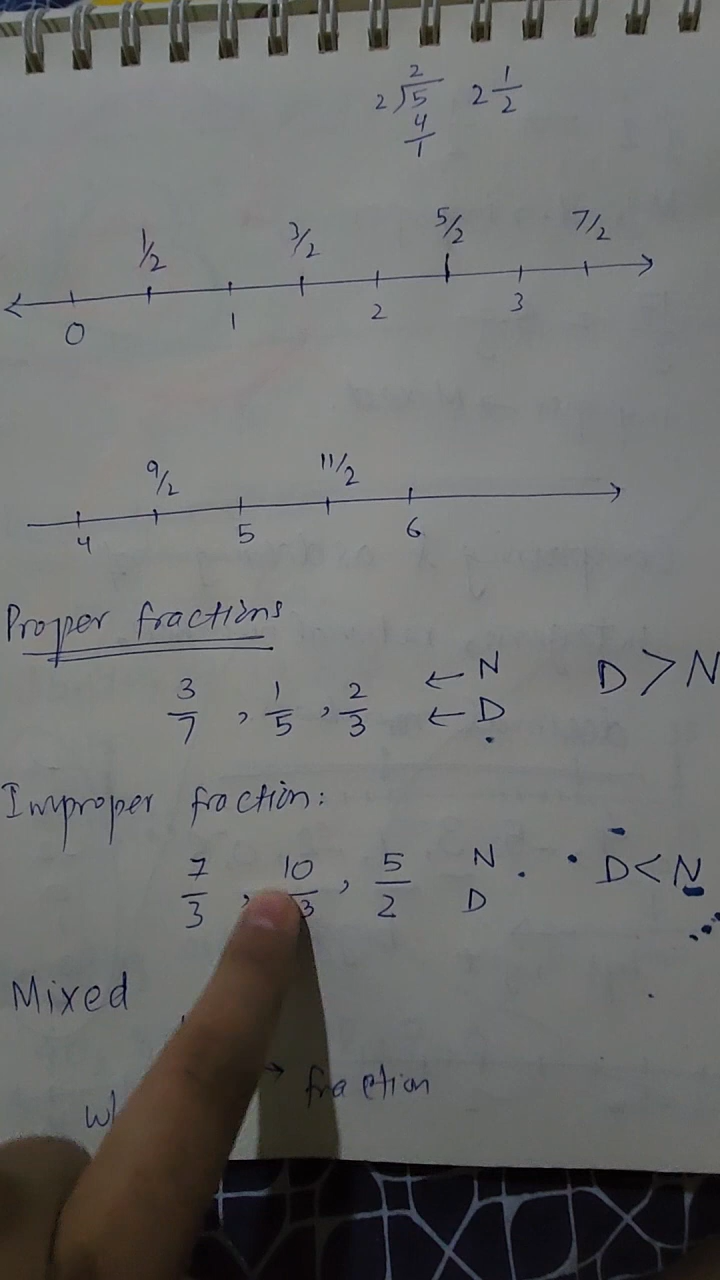 2
2)5 2 1/2
4
1
1/2 3/2 5/2 7/2
0 1 2 3
9/2 11/2
4 5 6
Proper fractions
3/7 , 1/5 , 2/3 ← N ← D D > N
Improper fraction:
7/3 , 10/3 , 5/2 N D D < N
Mixed
→ fraction